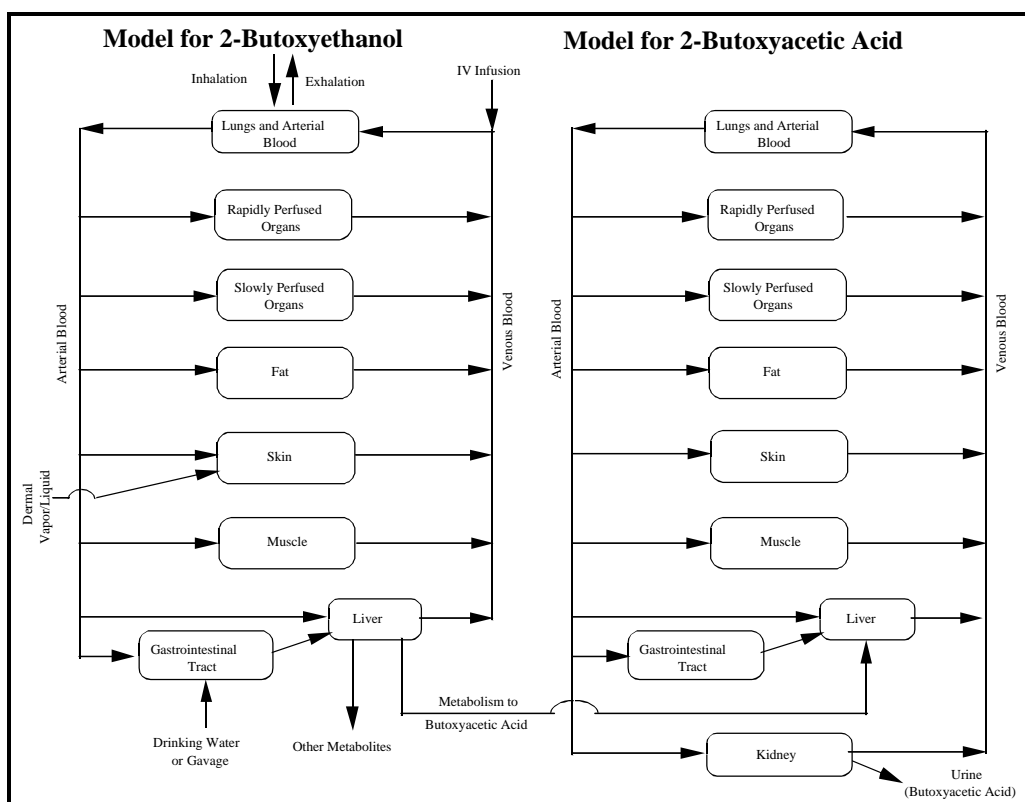 Model for 2-Butoxyethanol
Inhalation
Exhalation
IV Infusion
Lungs and Arterial
Blood
Rapidly Perfused
Organs
Slowly Perfused
Organs
Fat
Skin
Muscle
Liver
Gastrointestinal
Tract
Arterial Blood
Venous Blood
Dermal
Vapor/Liquid
Drinking Water
or Gavage
Other Metabolites
Metabolism to
Butoxyacetic Acid
Model for 2-Butoxyacetic Acid
Lungs and Arterial
Blood
Rapidly Perfused
Organs
Slowly Perfused
Organs
Fat
Skin
Muscle
Liver
Gastrointestinal
Tract
Kidney
Arterial Blood
Venous Blood
Urine
(Butoxyacetic Acid)